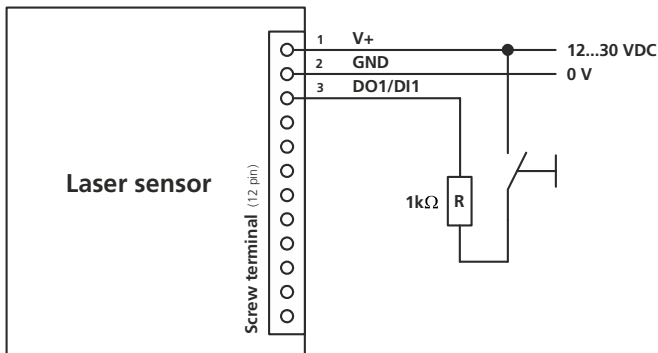 1 V+
12...30 VDC
2 GND
0 V
3 DO1/DI1
Laser sensor
Screw terminal (12 pin)
1kΩ
R